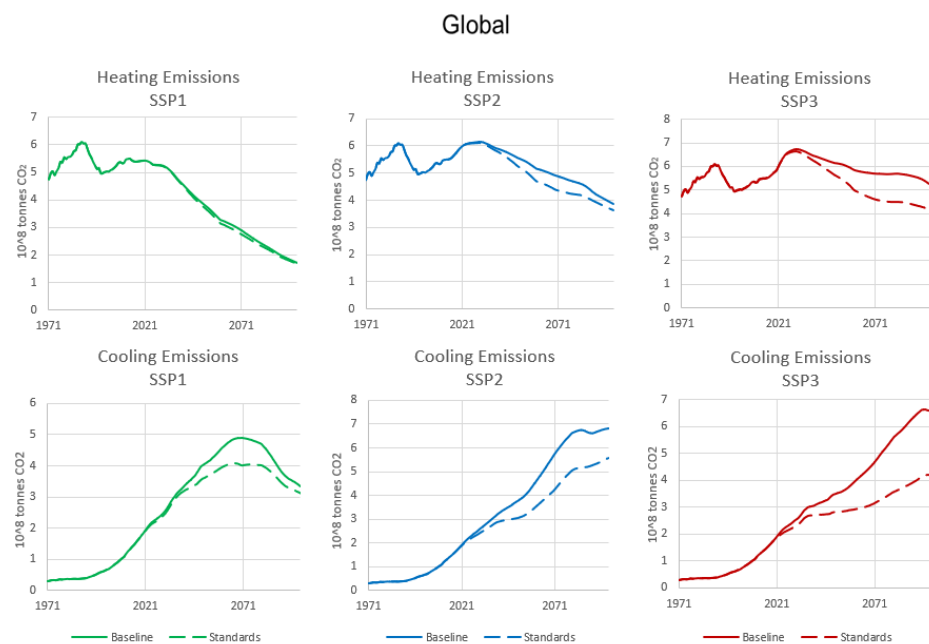 Global
Heating Emissions
SSP1
10^8 tonnes CO₂
7
6
5
4
3
2
1
0
1971
2021
2071
Heating Emissions
SSP2
10^8 tonnes CO₂
7
6
5
4
3
2
1
0
1971
2021
2071
Heating Emissions
SSP3
10^8 tonnes CO₂
8
7
6
5
4
3
2
1
0
1971
2021
2071
Cooling Emissions
SSP1
10^8 tonnes CO2
6
5
4
3
2
1
0
1971
2021
2071
Baseline
Standards
Cooling Emissions
SSP2
10^8 tonnes CO2
8
7
6
5
4
3
2
1
0
1971
2021
2071
Baseline
Standards
Cooling Emissions
SSP3
10^8 tonnes CO2
7
6
5
4
3
2
1
0
1971
2021
2071
Baseline
Standards